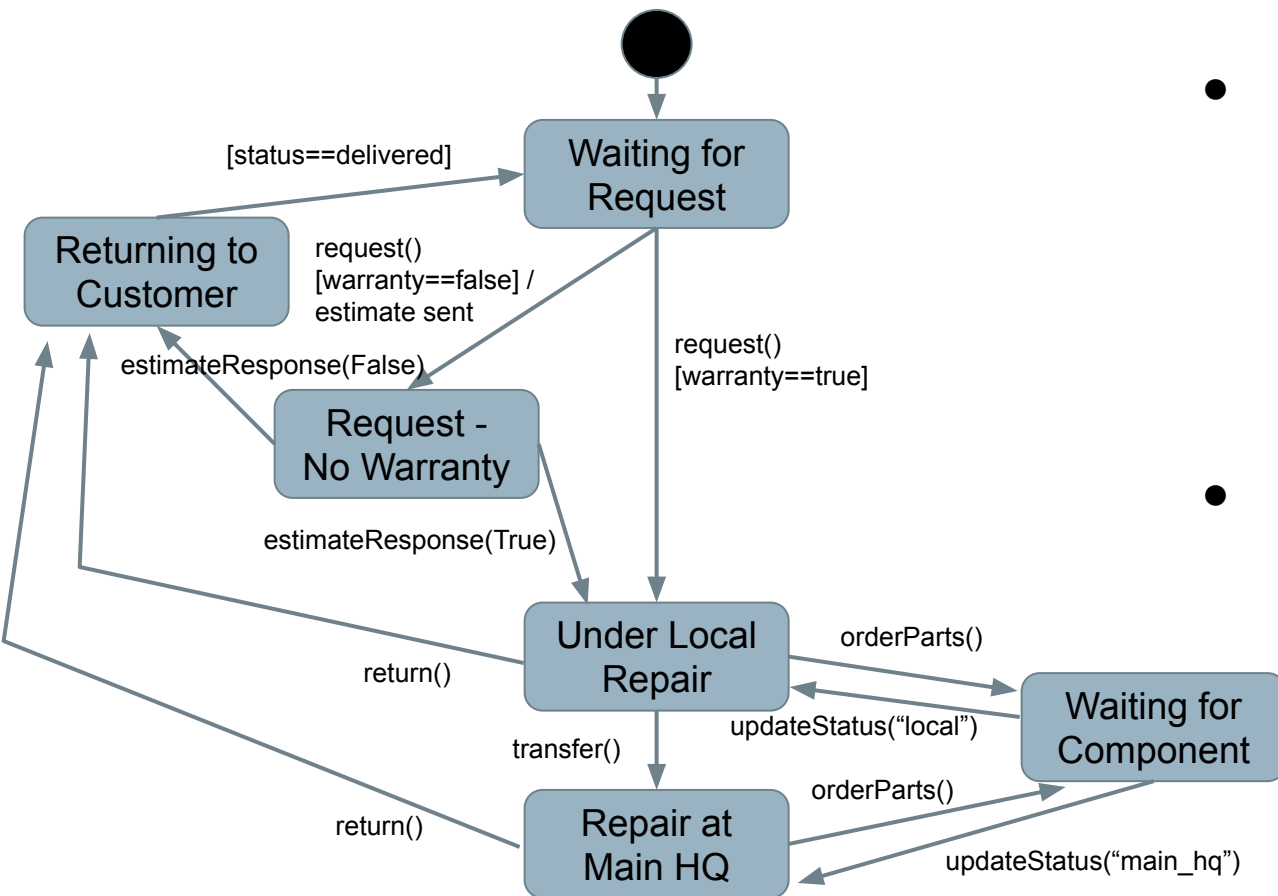 Waiting for
Request
[status==delivered]
Returning to
Customer
request()
[warranty==false] /
estimate sent
request()
[warranty==true]
estimateResponse(False)
Request -
No Warranty
estimateResponse(True)
Under Local
Repair
orderParts()
return()
updateStatus(“local”)
Waiting for
Component
transfer()
orderParts()
return()
Repair at
Main HQ
updateStatus(“main_hq”)